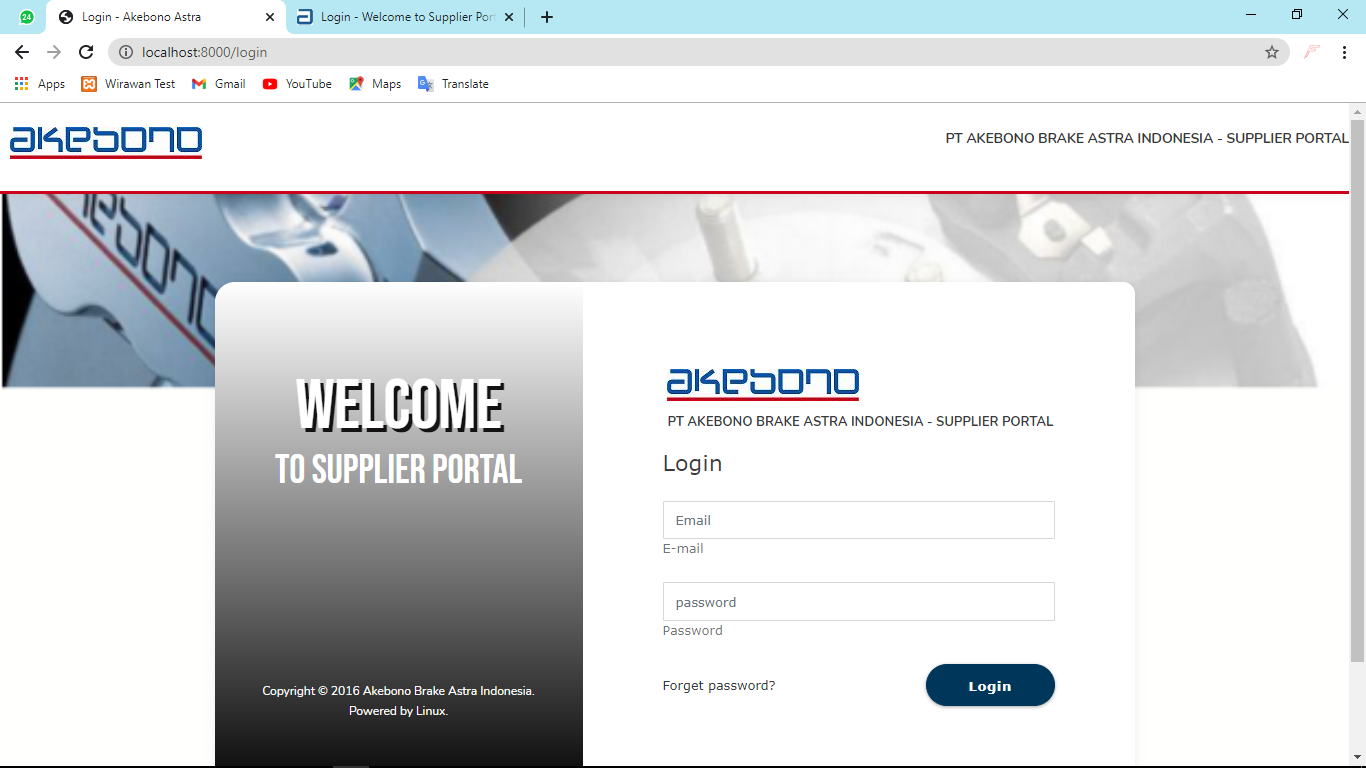 24
Login - Akebono Astra
Login - Welcome to Supplier Por
localhost:8000/login
Apps
Wirawan Test
Gmail
YouTube
Maps
Translate
akebono
PT AKEBONO BRAKE ASTRA INDONESIA - SUPPLIER PORTAL
akebono
WELCOME
TO SUPPLIER PORTAL
Copyright © 2016 Akebono Brake Astra Indonesia.
Powered by Linux.
akebono
PT AKEBONO BRAKE ASTRA INDONESIA - SUPPLIER PORTAL
Login
Email
E-mail
password
Password
Forget password?
Login